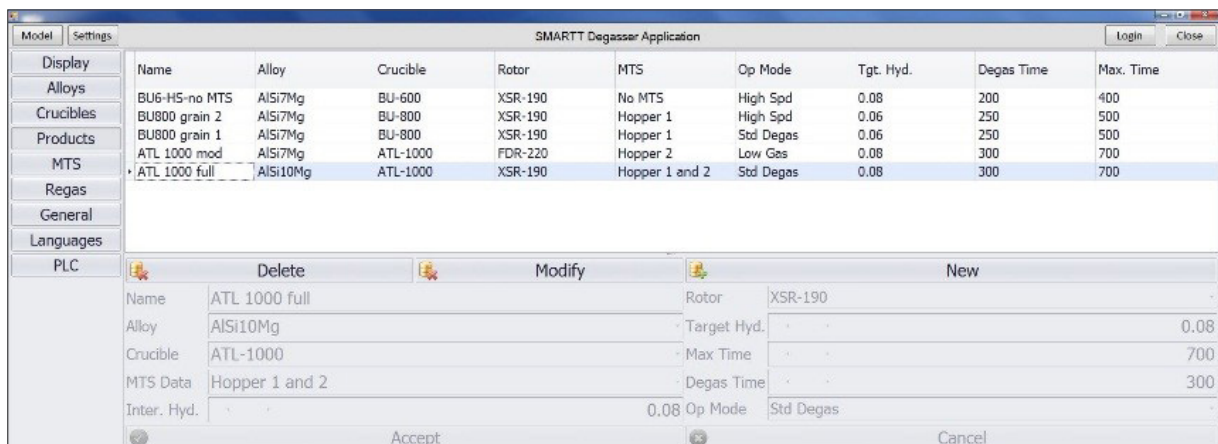 Model Settings SMARTT Degasser Application Login Close
Display
Alloys
Crucibles
Products
MTS
Regas
General
Languages
PLC
Name Alloy Crucible Rotor MTS Op Mode Tgt. Hyd. Degas Time Max. Time
BU6-HS-no MTS AlSi7Mg BU-600 XSR-190 No MTS High Spd 0.08 200 400
BU800 grain 2 AlSi7Mg BU-800 XSR-190 Hopper 1 High Spd 0.06 250 500
BU800 grain 1 AlSi7Mg BU-800 XSR-190 Hopper 1 Std Degas 0.06 250 500
ATL 1000 mod AlSi7Mg ATL-1000 FDR-220 Hopper 2 Low Gas 0.08 300 700
ATL 1000 full AlSi10Mg ATL-1000 XSR-190 Hopper 1 and 2 Std Degas 0.08 300 700
Delete Modify New
Name ATL 1000 full Rotor XSR-190
Alloy AlSi10Mg Target Hyd. 0.08
Crucible ATL-1000 Max Time 700
MTS Data Hopper 1 and 2 Degas Time 300
Inter. Hyd. 0.08 Op Mode Std Degas
Accept Cancel